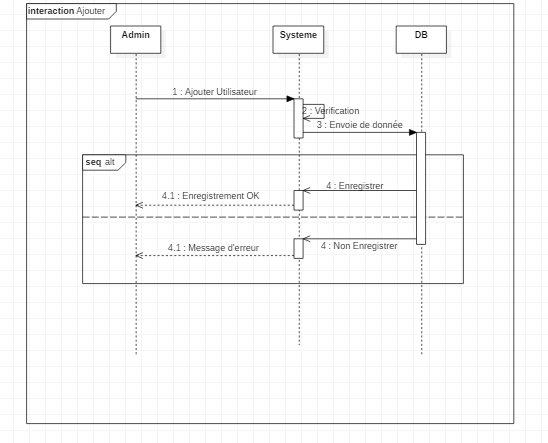 interaction Ajouter
Admin
Systeme
DB
1 : Ajouter Utilisateur
2 : Vérification
3 : Envoie de donnée
seq alt
4 : Enregistrer
4.1 : Enregistrement OK
4 : Non Enregistrer
4.1 : Message d'erreur